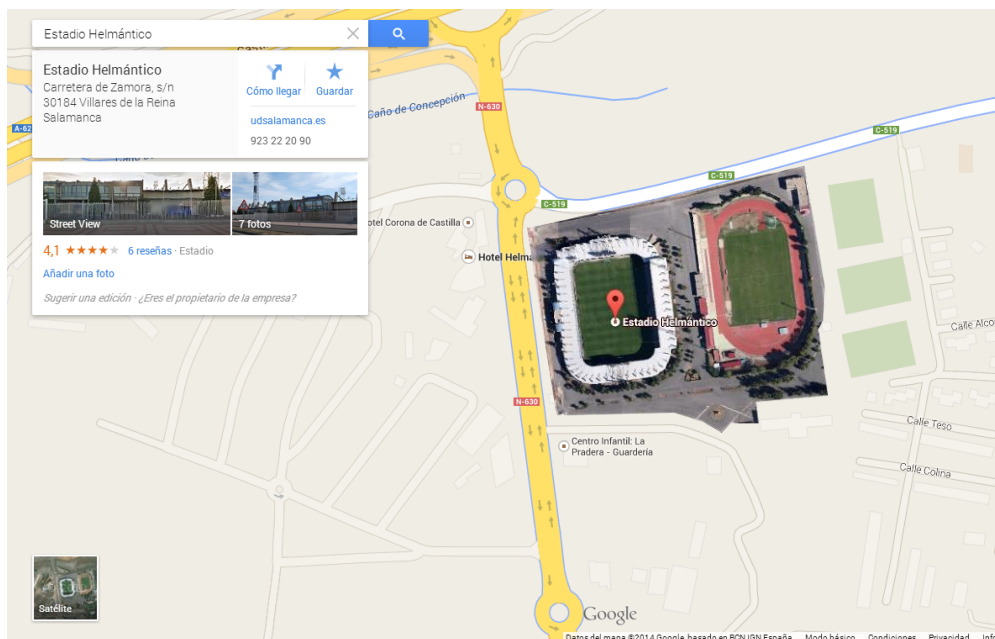 Estadio Helmántico
Estadio Helmántico
Carretera de Zamora, s/n
30184 Villares de la Reina
Salamanca
Cómo llegar
Guardar
udsalamanca.es
923 22 20 90
Street View
7 fotos
4,1
6 reseñas · Estadio
Añadir una foto
Sugerir una edición · ¿Eres el propietario de la empresa?
Caño de Concepción
N-630
A-62
C-519
C-519
C-519
otel Corona de Castilla
Hotel Helma
Estadio Helmántico
Calle Alco
N-630
Calle Teso
Centro Infantil: La
Pradera - Guardería
Calle Colina
Satélite
Google
Datos del mapa ©2014 Google, basado en BCN IGN España
Modo básico
Condiciones
Privacidad